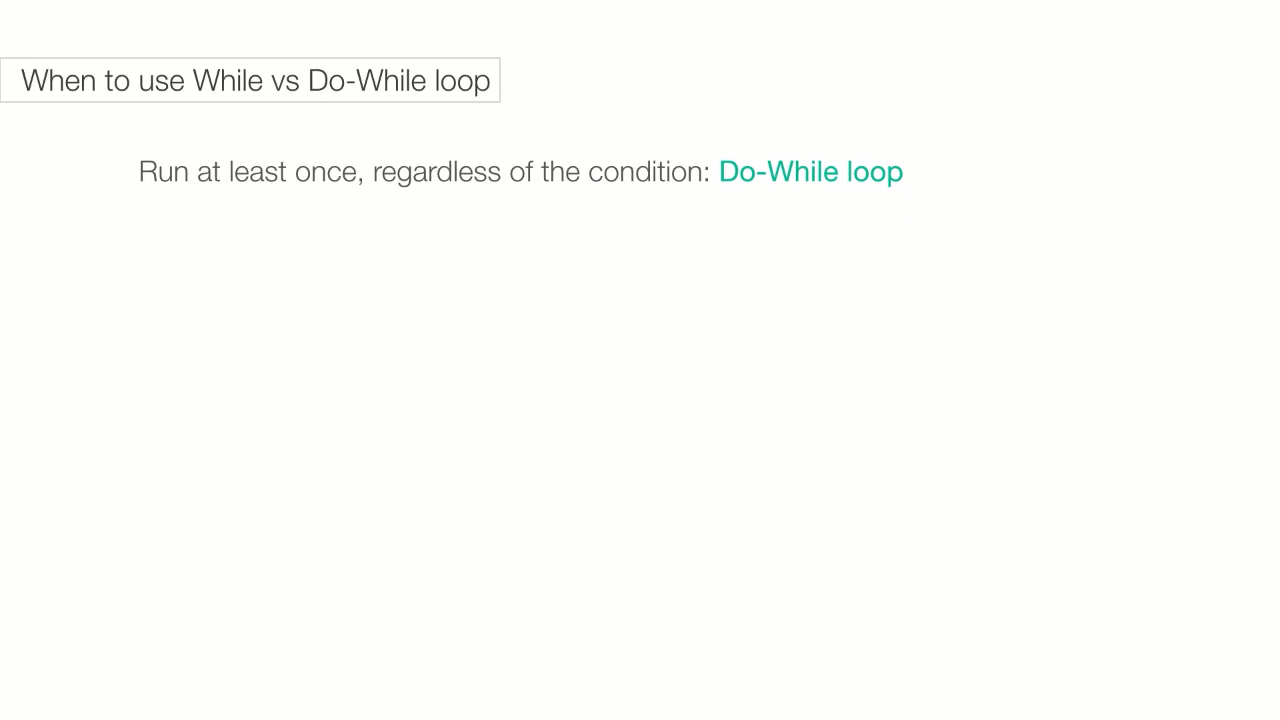 When to use While vs Do-While loop
Run at least once, regardless of the condition: Do-While loop